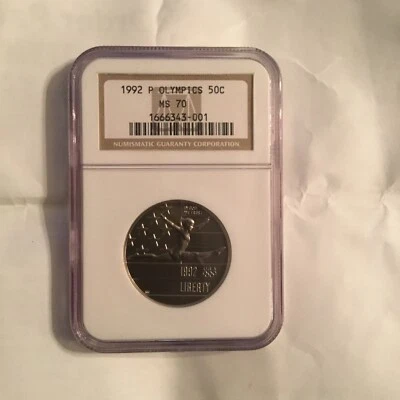 1992 P OLYMPICS 50C
MS 70
1666343-001
NUMISMATIC GUARANTY CORPORATION
1992
LIBERTY